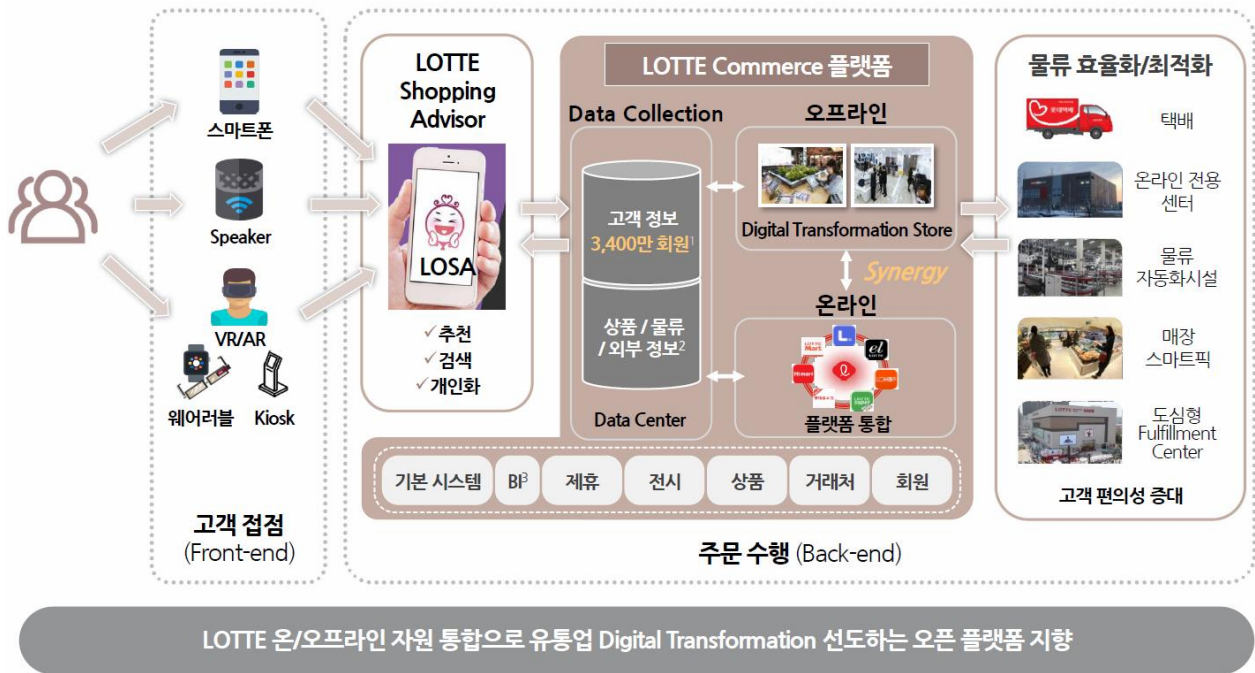 스마트폰
Speaker
VR/AR
웨어러블
Kiosk
고객 접점
(Front-end)
LOTTE
Shopping
Advisor
LOSA
✓추천
✓검색
✓개인화
LOTTE Commerce 플랫폼
Data Collection
고객 정보
3,400만 회원1
상품 / 물류
/ 외부 정보2
Data Center
오프라인
Digital Transformation Store
Synergy
온라인
LOTTE
Mart
el
Himart
플랫폼 통합
기본 시스템
BI3
제휴
전시
상품
거래처
회원
주문 수행 (Back-end)
물류 효율화/최적화
택배
온라인 전용
센터
물류
자동화시설
매장
스마트픽
도심형
Fulfillment
Center
고객 편의성 증대
LOTTE 온/오프라인 자원 통합으로 유통업 Digital Transformation 선도하는 오픈 플랫폼 지향